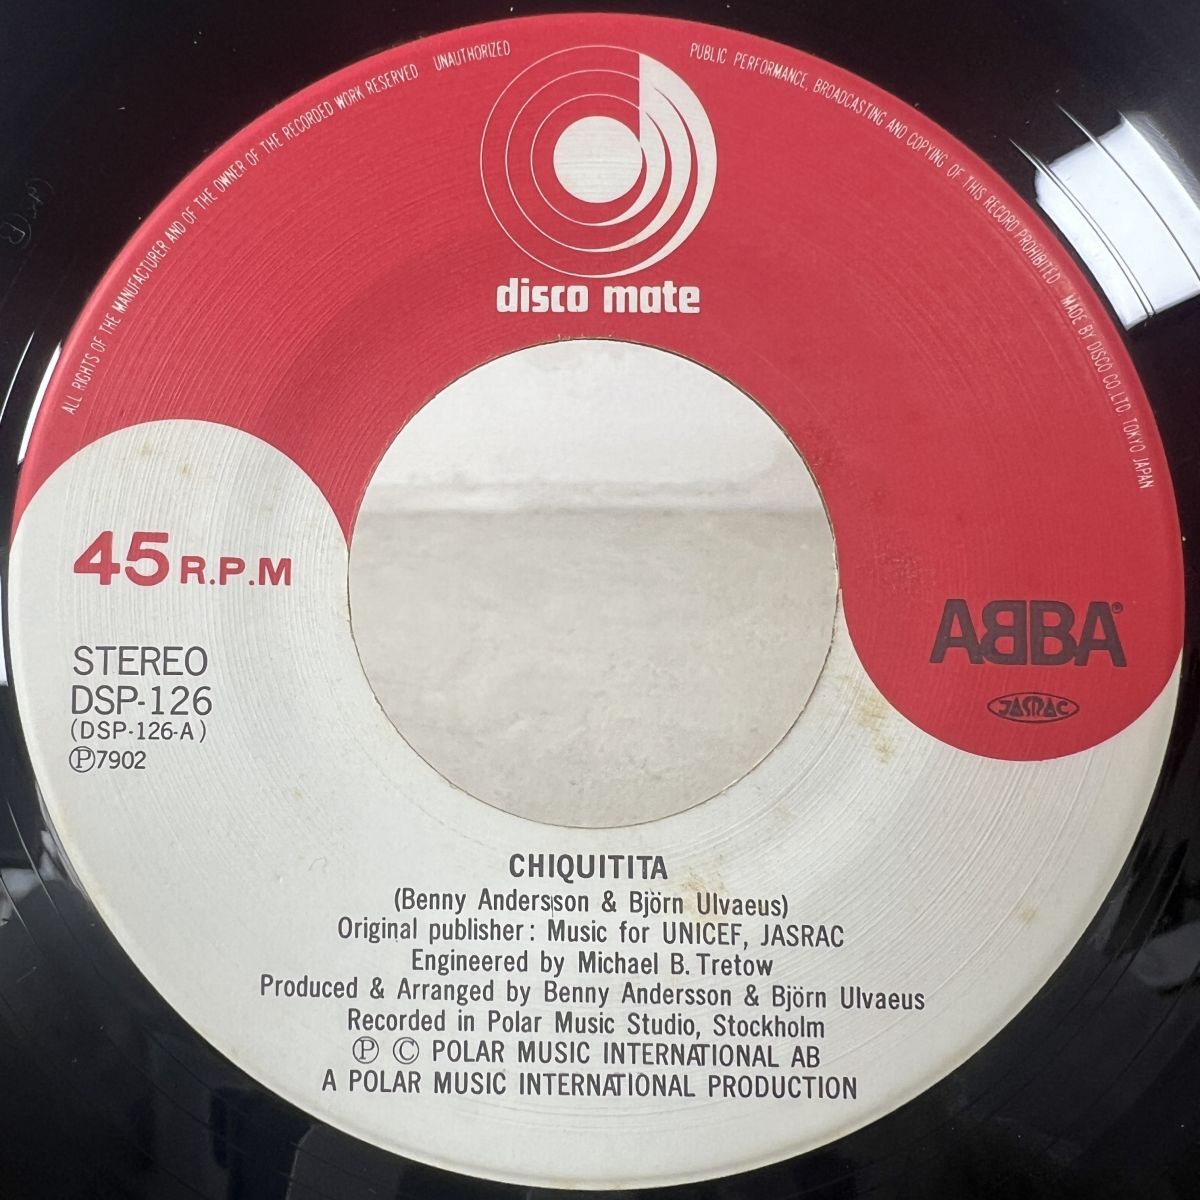 ALL RIGHTS OF THE MANUFACTURER AND OF THE OWNER OF THE RECORDED WORK RESERVED UNAUTHORIZED PUBLIC PERFORMANCE, BROADCASTING AND COPYING OF THIS RECORD PROHIBITED MADE BY DISCO CO LTD. TOKYO JAPAN
disco mate
45 R.P.M
STEREO
DSP-126
(DSP-126-A)
Ⓟ7902
ABBA®
JASRAC
CHIQUITITA
(Benny Andersson & Björn Ulvaeus)
Original publisher: Music for UNICEF, JASRAC
Engineered by Michael B. Tretow
Produced & Arranged by Benny Andersson & Björn Ulvaeus
Recorded in Polar Music Studio, Stockholm
Ⓟ Ⓒ POLAR MUSIC INTERNATIONAL AB
A POLAR MUSIC INTERNATIONAL PRODUCTION